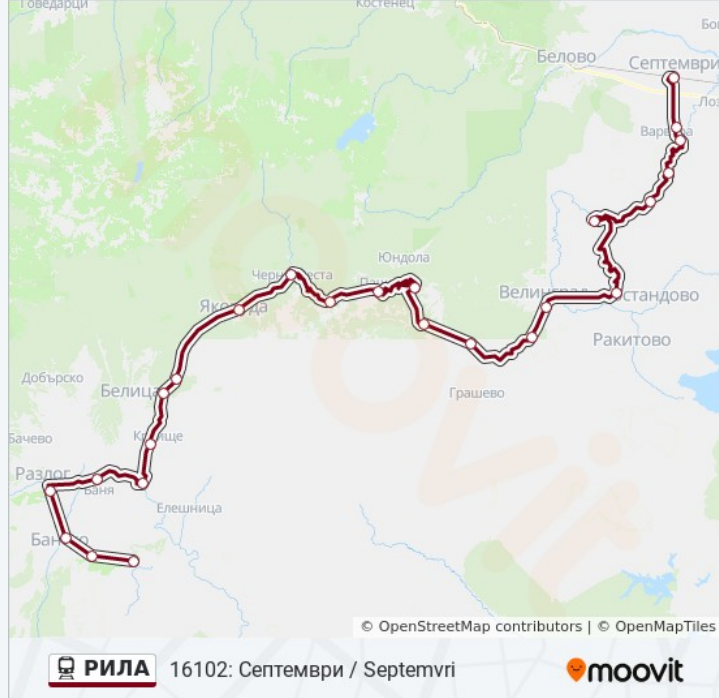 Говедарци
Костенец
Белово
Септември
Варвара
Юндола
Черна Места
Якоруда
Велинград
Костандово
Ракитово
Добърско
Белица
Грашево
Бачево
Разлог
Баня
Елешница
Банско
© OpenStreetMap contributors | © OpenMapTiles
РИЛА 16102: Септември / Septemvri
moovit